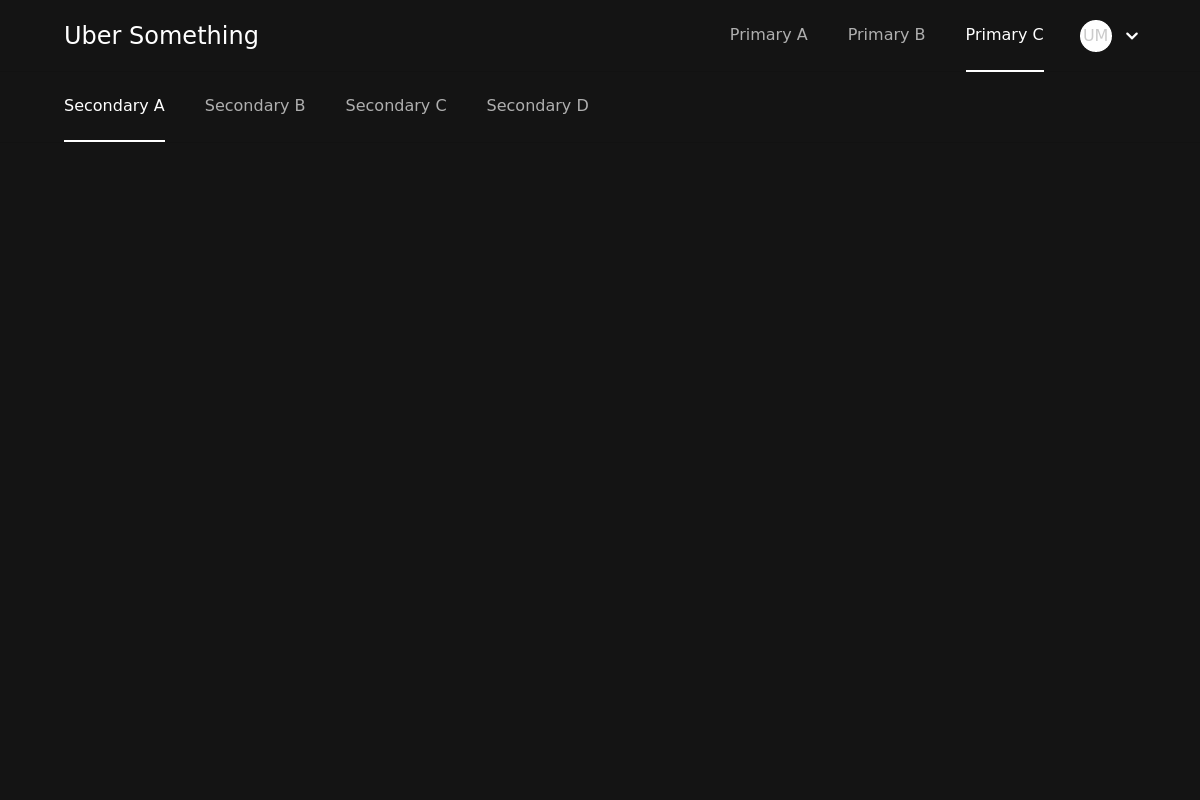 Uber Something
Primary A
Primary B
Primary C
UM
Secondary A
Secondary B
Secondary C
Secondary D